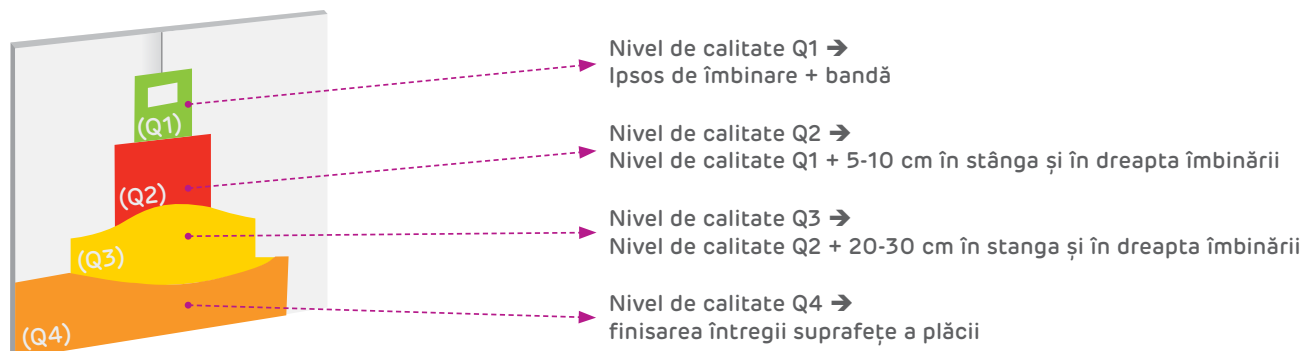 Nivel de calitate Q1 ➔
Ipsos de îmbinare + bandă
(Q1)
Nivel de calitate Q2 ➔
Nivel de calitate Q1 + 5-10 cm în stânga și în dreapta îmbinării
(Q2)
Nivel de calitate Q3 ➔
Nivel de calitate Q2 + 20-30 cm în stanga și în dreapta îmbinării
(Q3)
Nivel de calitate Q4 ➔
finisarea întregii suprafețe a plăcii
(Q4)